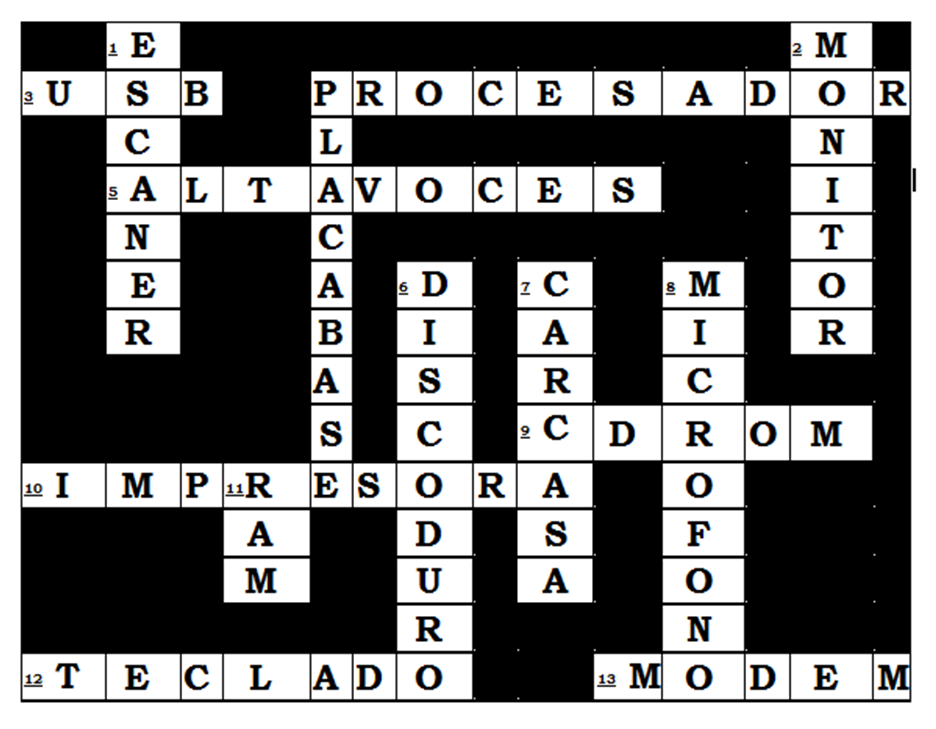 1 E 2 M
3 U S B P R O C E S A D O R
C L N
5 A L T A V O C E S I
N C T
E A 6 D 7 C 8 M O
R B I A I R
A S R C
S C 9 C D R O M
10 I M P 11 R E S O R A O
A D S F
M U A O
R N
12 T E C L A D O 13 M O D E M